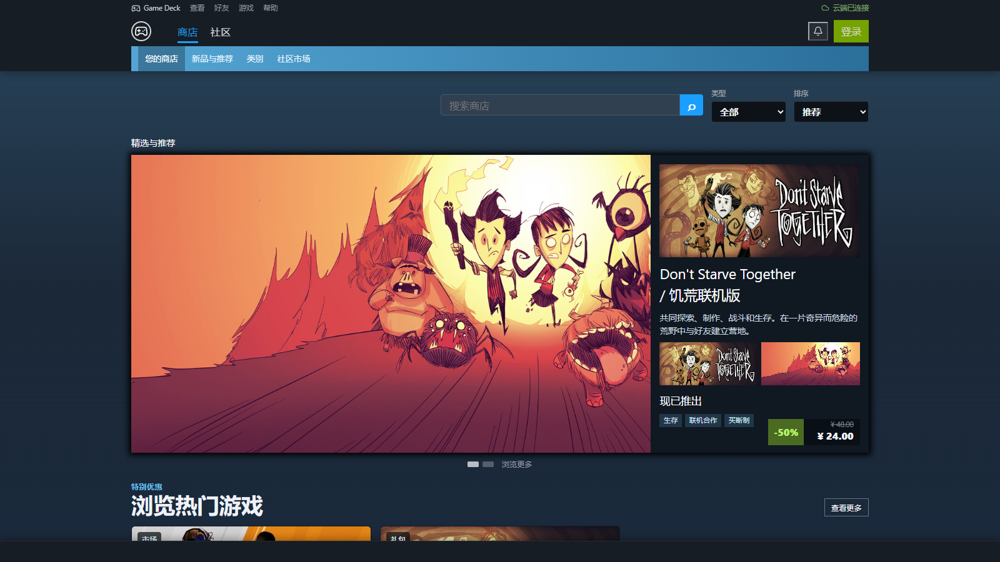 Game Deck 查看 好友 游戏 帮助 云端已连接
商店 社区 登录
您的商店 新品与推荐 类别 社区市场
类型 排序
搜索商店 全部 推荐
精选与推荐
Don't Starve
TOGETHER
Don't Starve Together
/ 饥荒联机版
共同探索、制作、战斗和生存。在一片奇异而危险的
荒野中与好友建立营地。
Don't Starve
TOGETHER
现已推出
生存 联机合作 买断制
-50% ¥ 48.00
¥ 24.00
浏览更多
特别优惠
浏览热门游戏
查看更多
市场 礼包